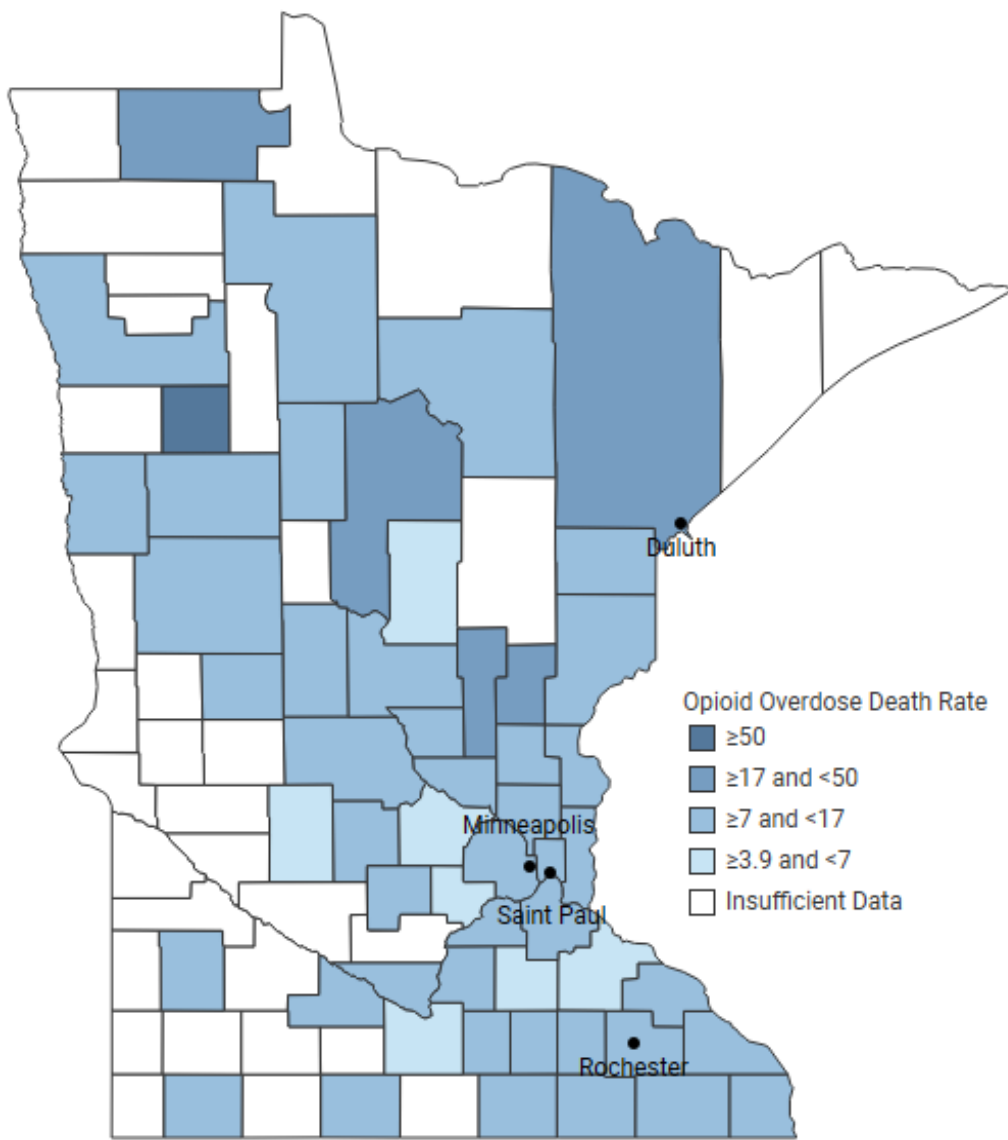 Duluth
Opioid Overdose Death Rate
≥50
≥17 and <50
≥7 and <17
≥3.9 and <7
Insufficient Data
Minneapolis
Saint Paul
Rochester